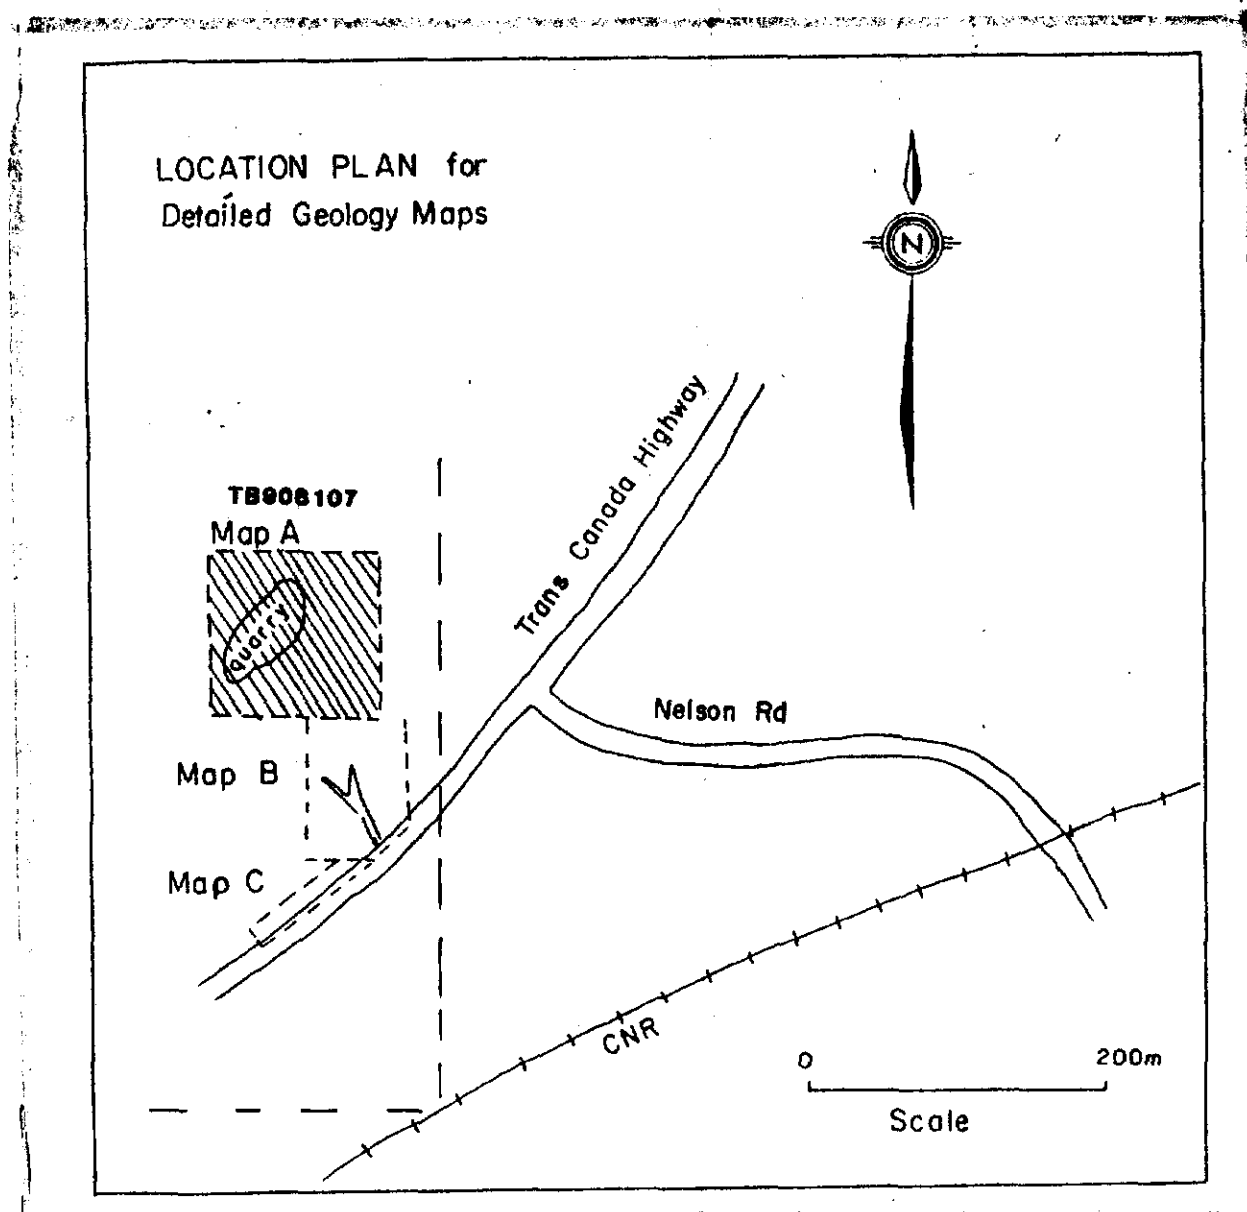 LOCATION PLAN for
Detailed Geology Maps
N
Trans Canada Highway
TB908107
Map A
quarry
Nelson Rd
Map B
Map C
CNR
0 200m
Scale